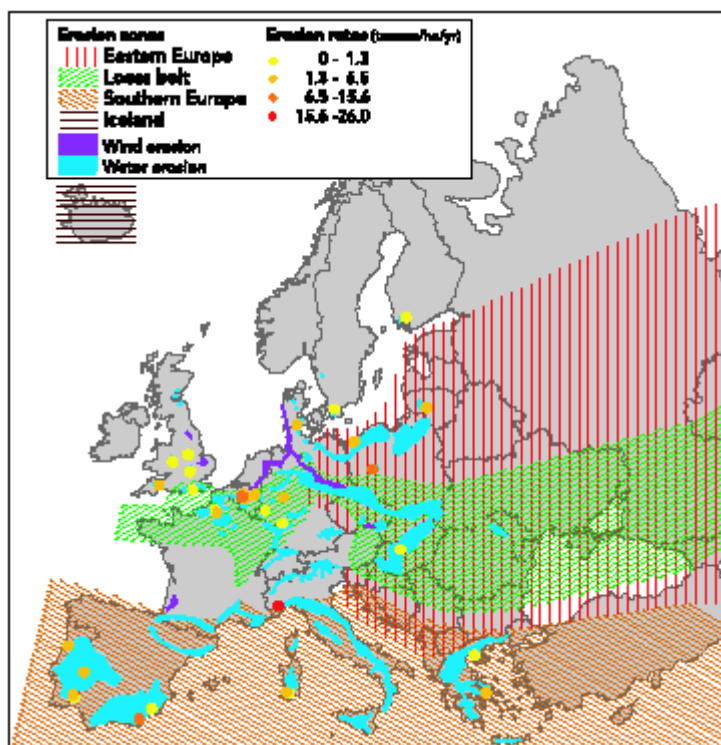 Erosion zones
Eastern Europe
Loess belt
Southern Europe
Iceland
Wind erosion
Water erosion
Erosion rates (tonnes/ha/yr)
0 - 1.3
1.3 - 6.5
6.5 -15.6
15.6 -26.0